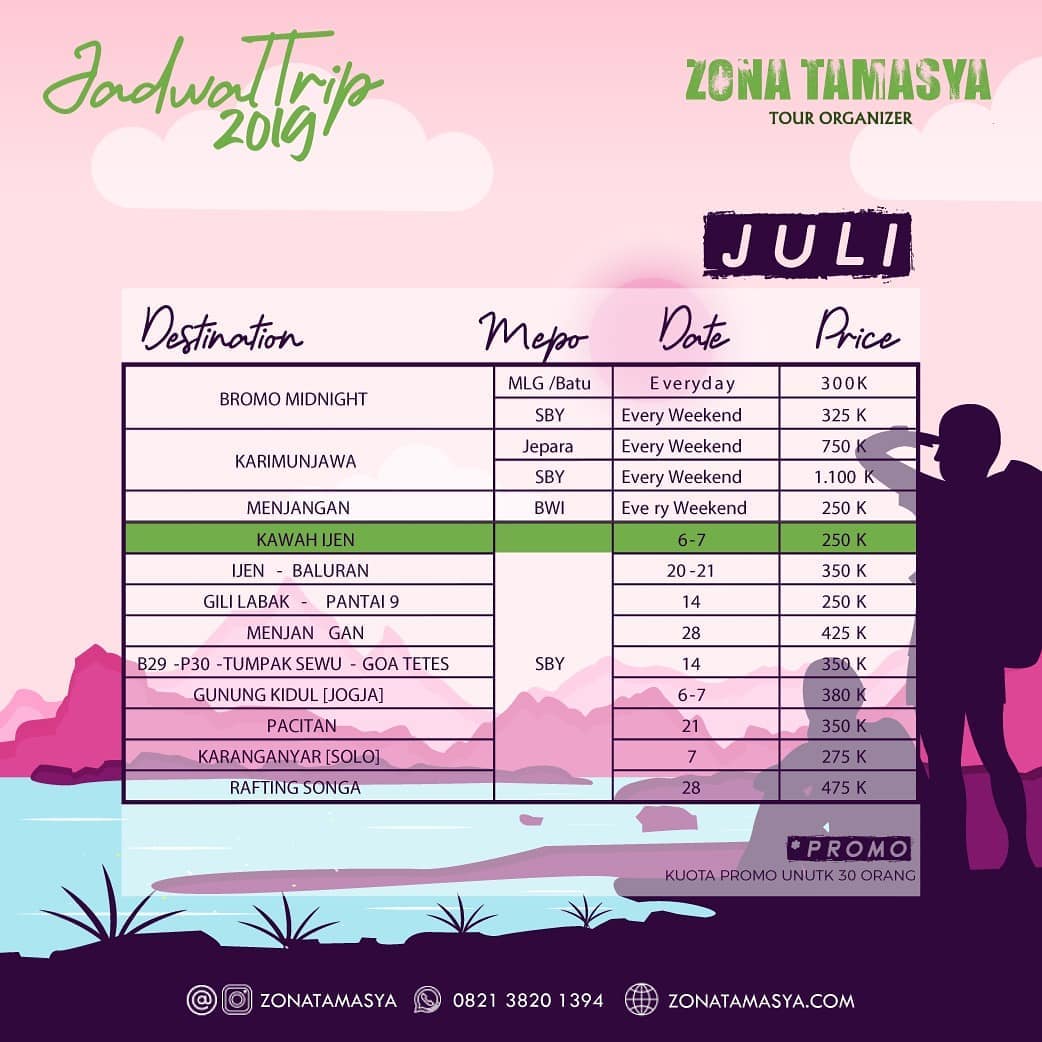 Jadwal Trip
2019
ZONA TAMASYA
TOUR ORGANIZER
JULI
Destination Mepo Date Price
BROMO MIDNIGHT MLG /Batu Everyday 300K
SBY Every Weekend 325 K
KARIMUNJAWA Jepara Every Weekend 750 K
SBY Every Weekend 1.100 K
MENJANGAN BWI Eve ry Weekend 250 K
KAWAH IJEN 6-7 250 K
IJEN - BALURAN 20 -21 350 K
GILI LABAK - PANTAI 9 14 250 K
MENJAN GAN 28 425 K
B29 -P30 -TUMPAK SEWU - GOA TETES SBY 14 350 K
GUNUNG KIDUL [JOGJA] 6-7 380 K
PACITAN 21 350 K
KARANGANYAR [SOLO] 7 275 K
RAFTING SONGA 28 475 K
*PROMO
KUOTA PROMO UNUTK 30 ORANG
@ ZONATAMASYA 0821 3820 1394 ZONATAMASYA.COM